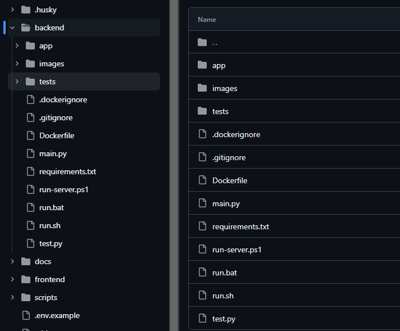 .husky
backend
app
images
tests
.dockerignore
.gitignore
Dockerfile
main.py
requirements.txt
run-server.ps1
run.bat
run.sh
test.py
docs
frontend
scripts
.env.example
Name
..
app
images
tests
.dockerignore
.gitignore
Dockerfile
main.py
requirements.txt
run-server.ps1
run.bat
run.sh
test.py